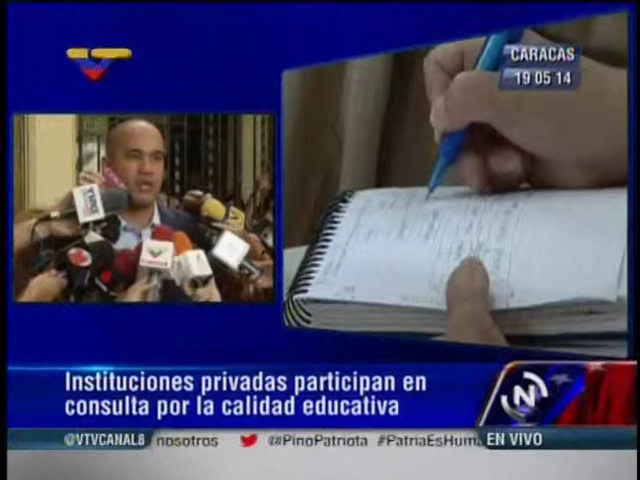 CARACAS
19 05 14
Instituciones privadas participan en
consulta por la calidad educativa
@VTVCANAL8 nosotros @PinoPatriota #PatriaEsHum EN VIVO